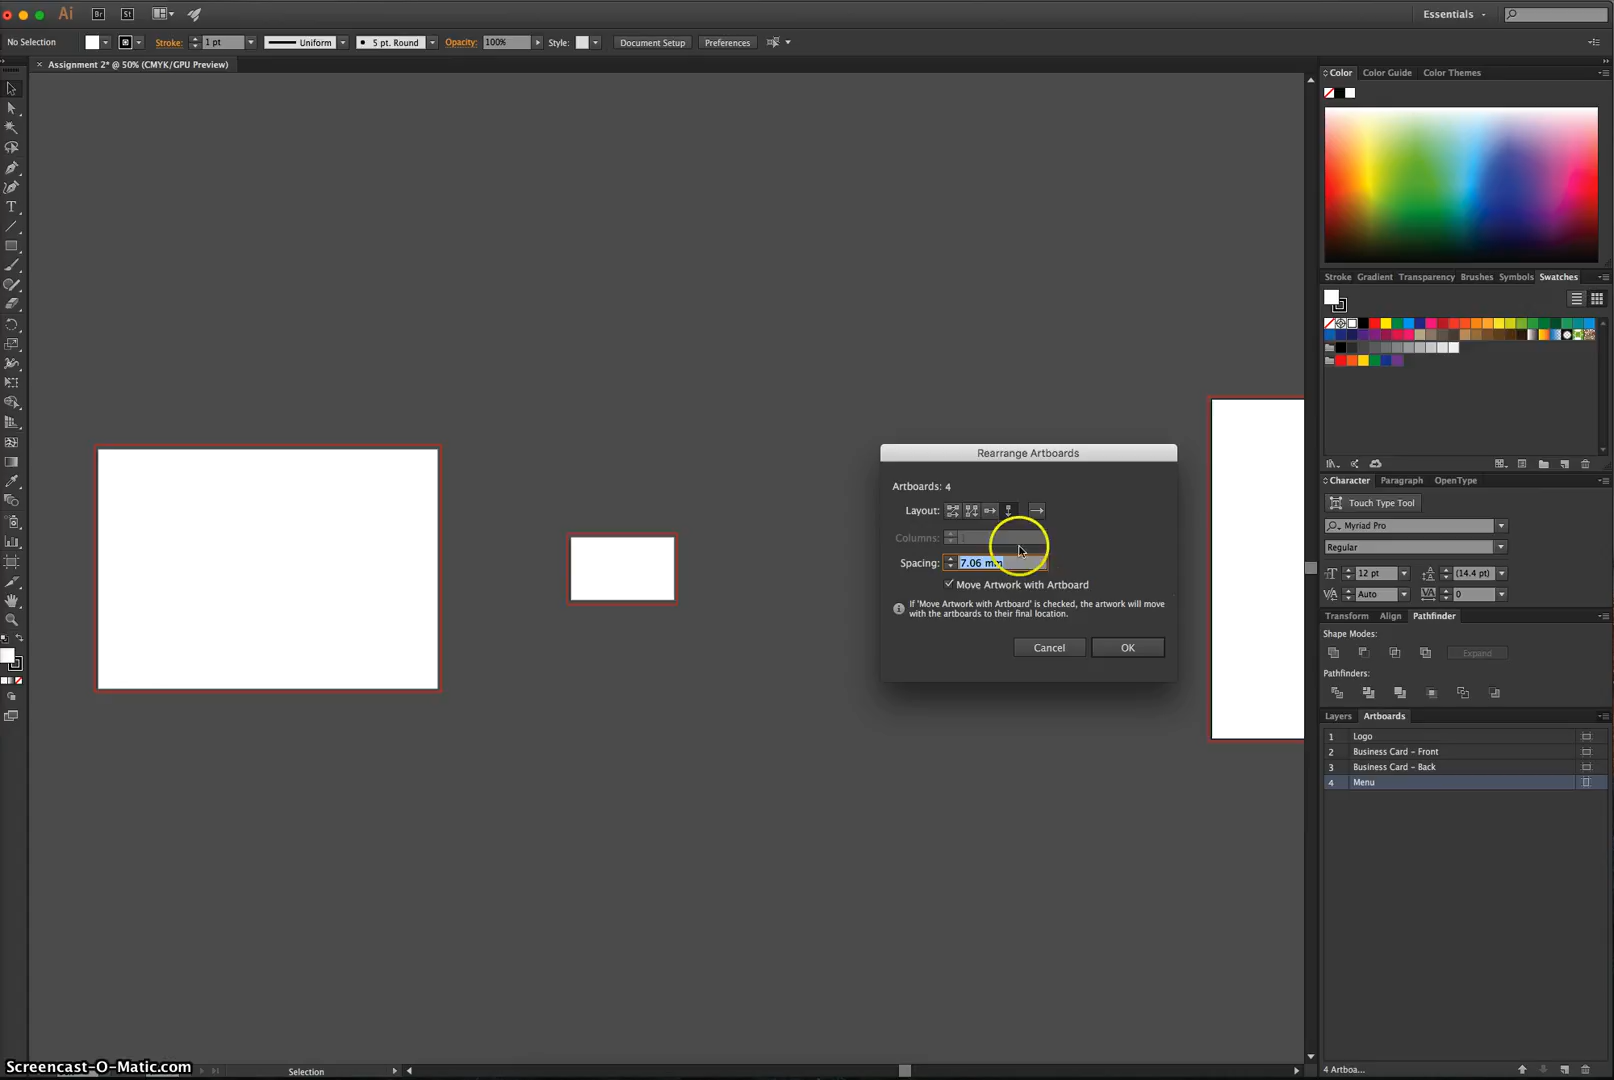 Ai Br St Essentials
No Selection Stroke: 1 pt Uniform 5 pt. Round Opacity: 100% Style: Document Setup Preferences
× Assignment 2* @ 50% (CMYK/GPU Preview)
Color Color Guide Color Themes
Stroke Gradient Transparency Brushes Symbols Swatches
Rearrange Artboards
Artboards: 4
Layout:
Columns: 1
Spacing: 7.06 mm
Move Artwork with Artboard
If 'Move Artwork with Artboard' is checked, the artwork will move
with the artboards to their final location.
Cancel OK
Character Paragraph OpenType
Touch Type Tool
Myriad Pro
Regular
12 pt (14.4 pt)
Auto 0
Transform Align Pathfinder
Shape Modes:
Expand
Pathfinders:
Layers Artboards
1 Logo
2 Business Card - Front
3 Business Card - Back
4 Menu
4 Artboa...
Screencast-O-Matic.com
Selection